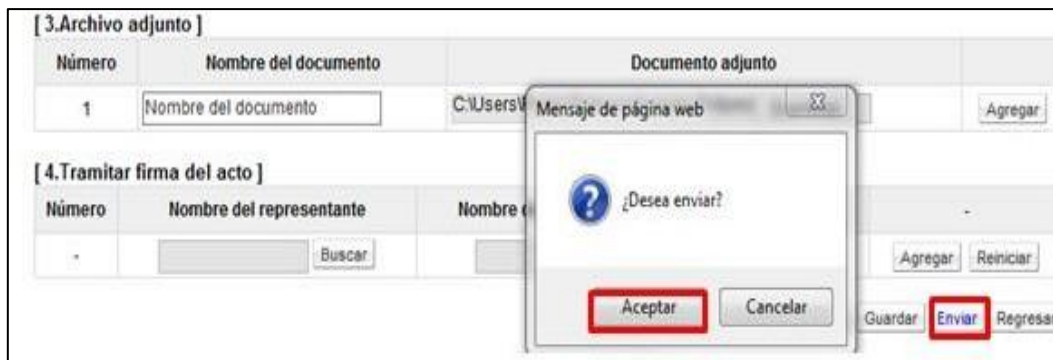 [ 3.Archivo adjunto ]
Número Nombre del documento Documento adjunto
1 Nombre del documento C:\Users\ Agregar
Mensaje de página web
¿Desea enviar?
Aceptar Cancelar
[ 4.Tramitar firma del acto ]
Número Nombre del representante Nombre -
- Buscar Agregar Reiniciar
Guardar Enviar Regresar